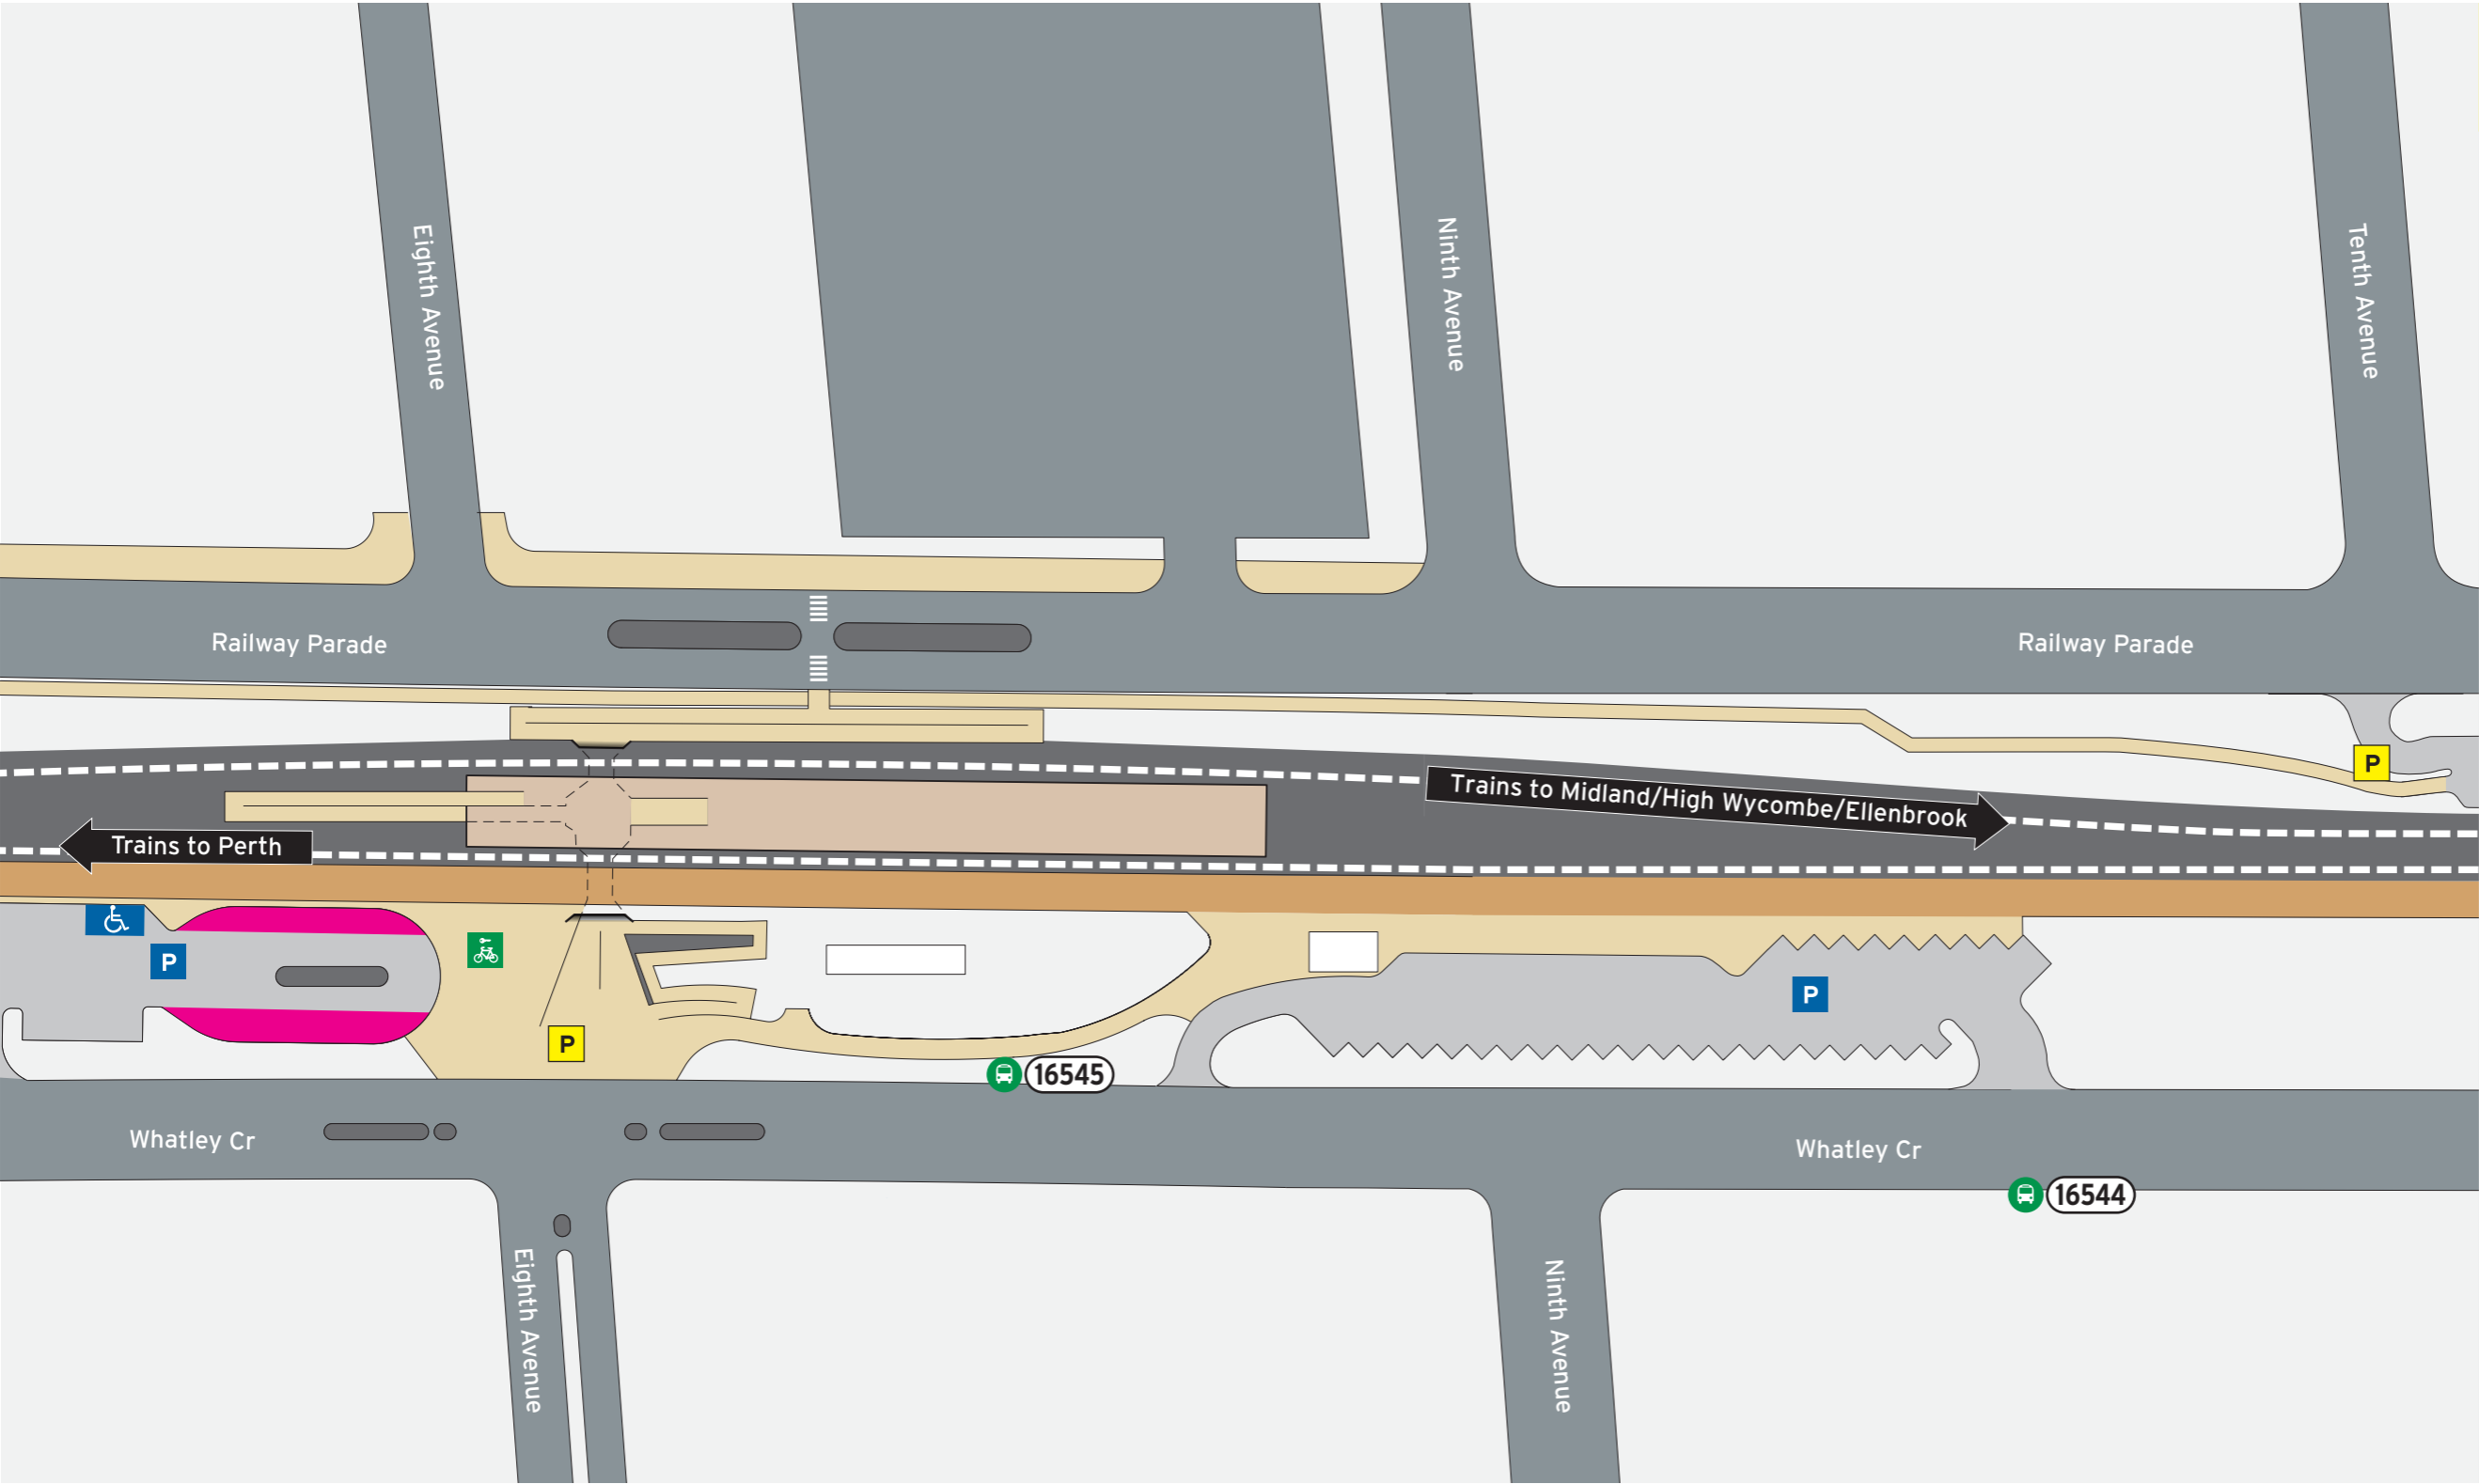 Eighth Avenue
Ninth Avenue
Tenth Avenue
Railway Parade
Railway Parade
P
Trains to Midland/High Wycombe/Ellenbrook
Trains to Perth
P
P
P
16545
Whatley Cr
Whatley Cr
16544
Eighth Avenue
Ninth Avenue